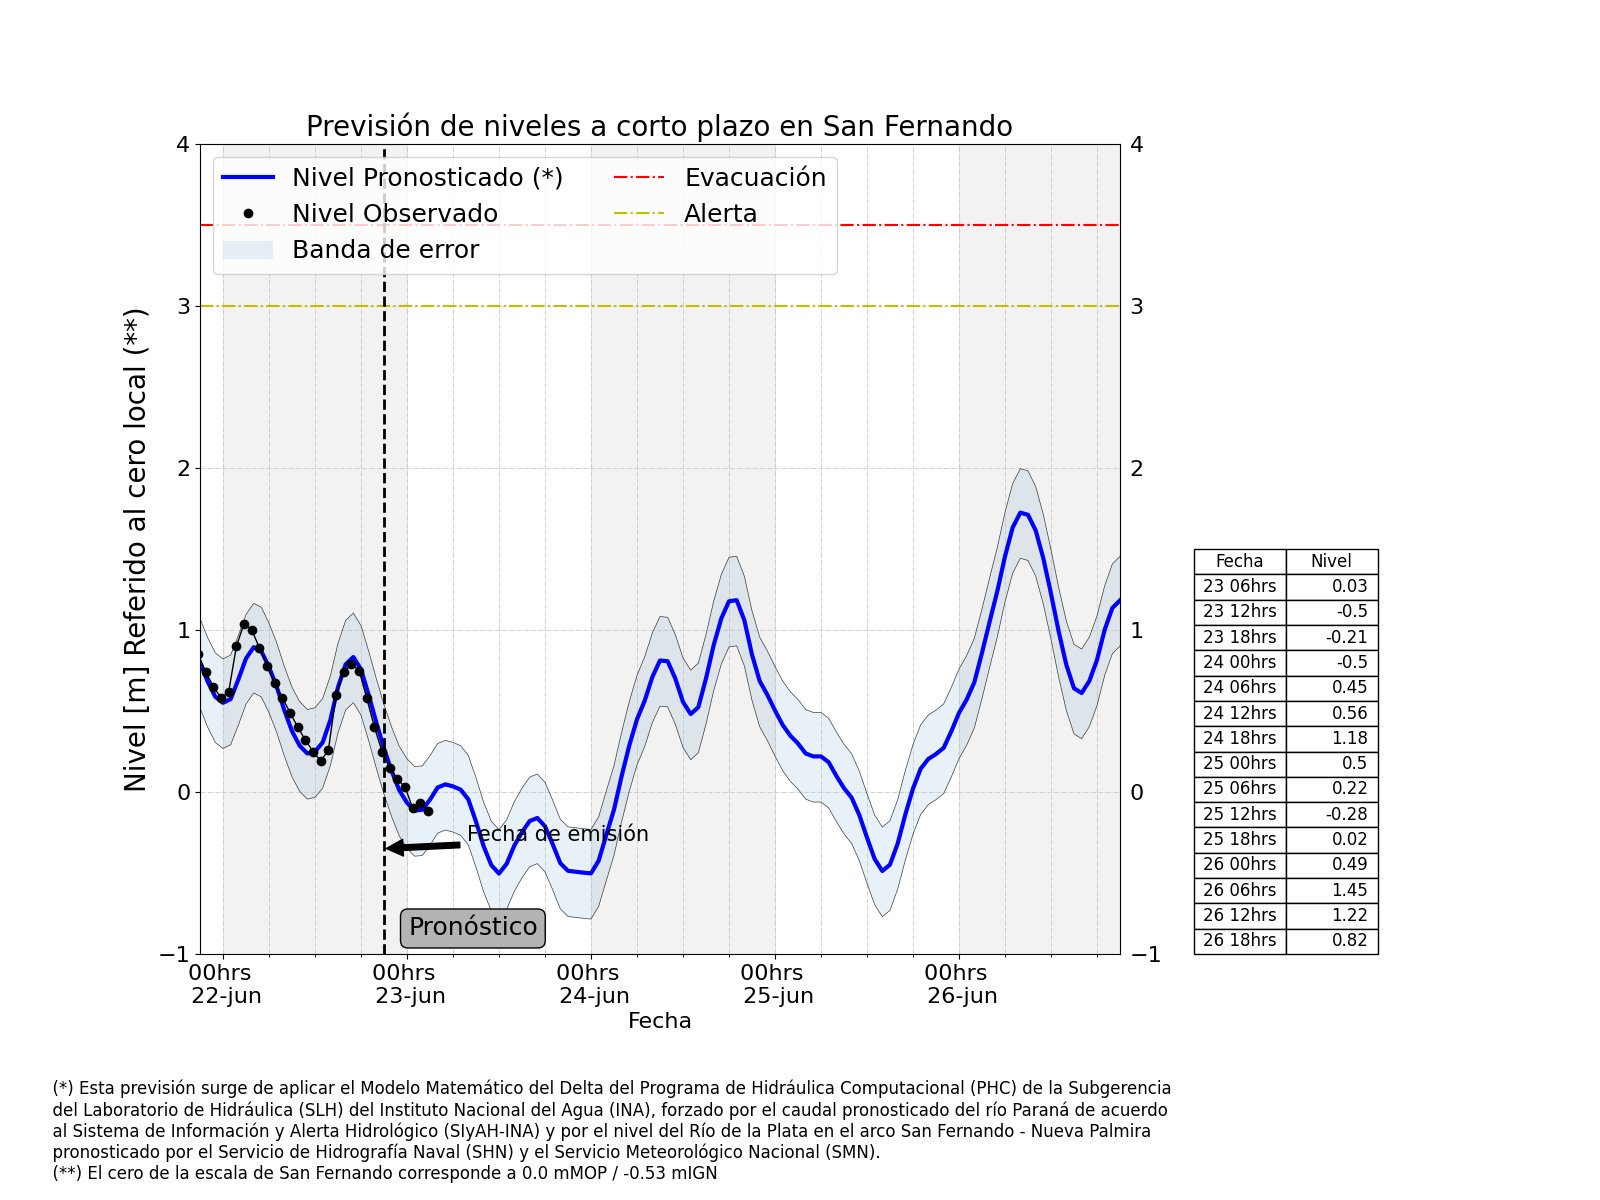 Previsión de niveles a corto plazo en San Fernando
Nivel Pronosticado (*)
Nivel Observado
Banda de error
Evacuación
Alerta
Nivel [m] Referido al cero local (**)
4
3
2
1
0
−1
4
3
2
1
0
−1
Fecha de emisión
Pronóstico
00hrs
22-jun
00hrs
23-jun
00hrs
24-jun
00hrs
25-jun
00hrs
26-jun
Fecha
Fecha Nivel
23 06hrs 0.03
23 12hrs -0.5
23 18hrs -0.21
24 00hrs -0.5
24 06hrs 0.45
24 12hrs 0.56
24 18hrs 1.18
25 00hrs 0.5
25 06hrs 0.22
25 12hrs -0.28
25 18hrs 0.02
26 00hrs 0.49
26 06hrs 1.45
26 12hrs 1.22
26 18hrs 0.82
(*) Esta previsión surge de aplicar el Modelo Matemático del Delta del Programa de Hidráulica Computacional (PHC) de la Subgerencia
del Laboratorio de Hidráulica (SLH) del Instituto Nacional del Agua (INA), forzado por el caudal pronosticado del río Paraná de acuerdo
al Sistema de Información y Alerta Hidrológico (SIyAH-INA) y por el nivel del Río de la Plata en el arco San Fernando - Nueva Palmira
pronosticado por el Servicio de Hidrografía Naval (SHN) y el Servicio Meteorológico Nacional (SMN).
(**) El cero de la escala de San Fernando corresponde a 0.0 mMOP / -0.53 mIGN